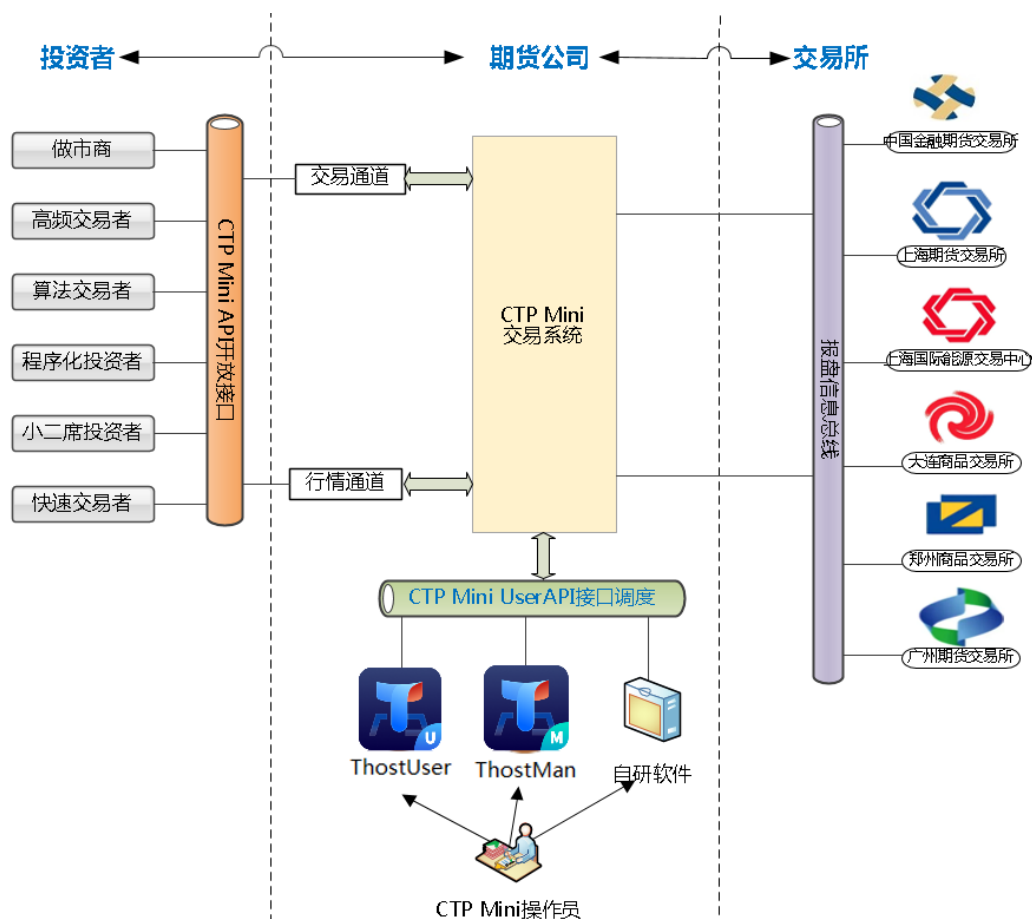 投资者
期货公司
交易所
做市商
高频交易者
算法交易者
程序化投资者
小二席投资者
快速交易者
CTP Mini API开放接口
交易通道
行情通道
CTP Mini
交易系统
报盘信息总线
中国金融期货交易所
上海期货交易所
上海国际能源交易中心
大连商品交易所
郑州商品交易所
广州期货交易所
CTP Mini UserAPI接口调度
U
M
ThostUser
ThostMan
自研软件
CTP Mini操作员